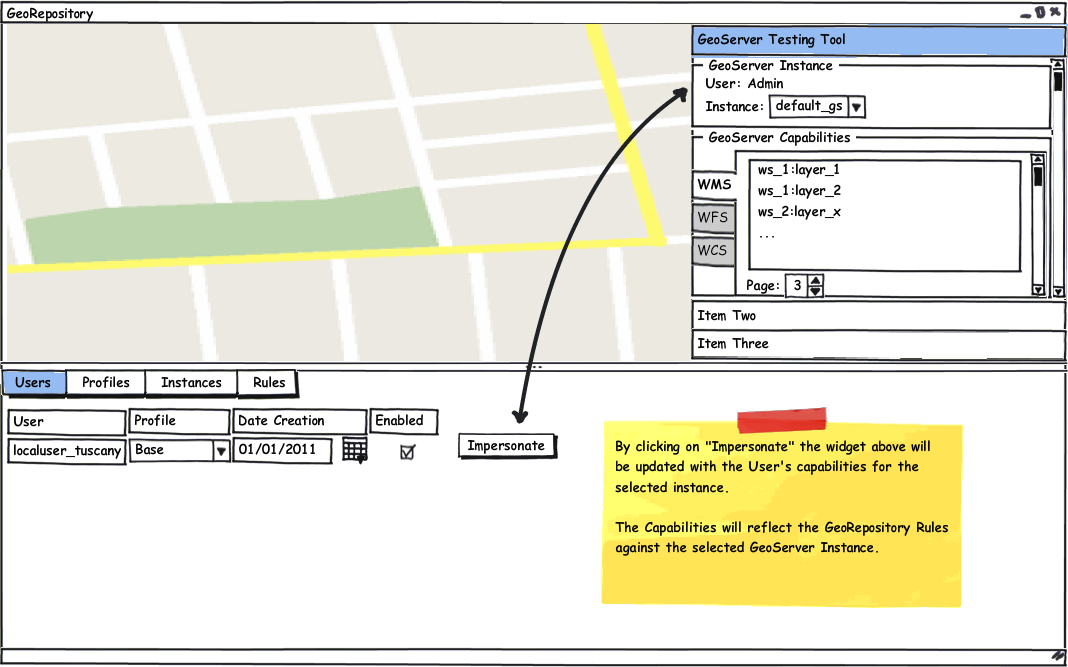 GeoRepository
GeoServer Testing Tool
GeoServer Instance
User: Admin
Instance: default_gs
GeoServer Capabilities
WMS
WFS
WCS
ws_1:layer_1
ws_1:layer_2
ws_2:layer_x
...
Page: 3
Item Two
Item Three
Users Profiles Instances Rules
User Profile Date Creation Enabled
localuser_tuscany Base 01/01/2011 Impersonate
By clicking on "Impersonate" the widget above will
be updated with the User's capabilities for the
selected instance.
The Capabilities will reflect the GeoRepository Rules
against the selected GeoServer Instance.